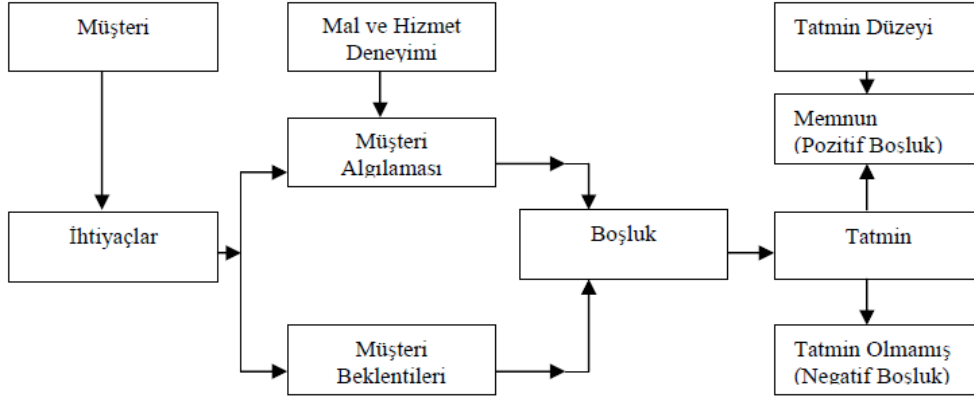 Müşteri
Mal ve Hizmet
Deneyimi
Tatmin Düzeyi
Müşteri
Algılaması
Memnun
(Pozitif Boşluk)
İhtiyaçlar
Boşluk
Tatmin
Müşteri
Beklentileri
Tatmin Olmamış
(Negatif Boşluk)